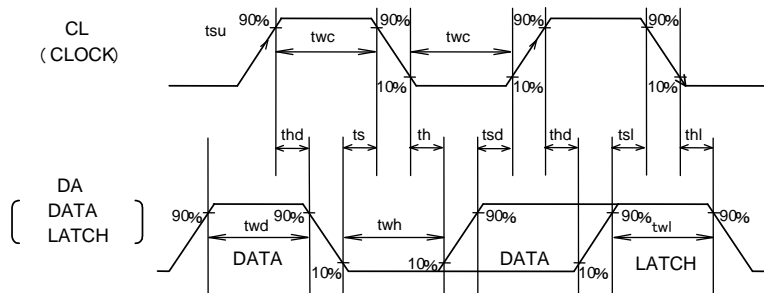 90% 90% 90% 90%
CL tsu twc twc
( CLOCK)
10% 10% 10%
thd ts th tsd thd tsl thl
DA
DATA 90% twd 90% twh 90% 90% twl 90%
LATCH
10% DATA 10% 10% DATA 10% LATCH